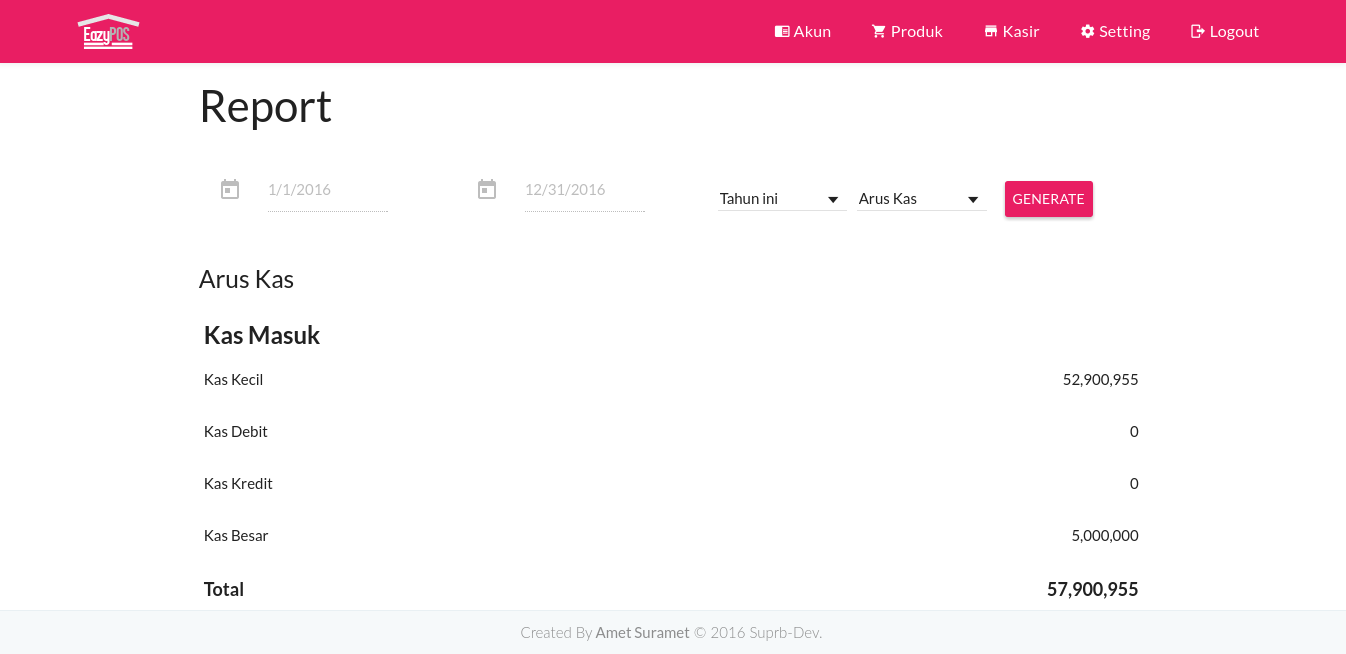 EazyPOS
Akun Produk Kasir Setting Logout
Report
1/1/2016 12/31/2016 Tahun ini Arus Kas GENERATE
Arus Kas
Kas Masuk
Kas Kecil 52,900,955
Kas Debit 0
Kas Kredit 0
Kas Besar 5,000,000
Total 57,900,955
Created By Amet Suramet © 2016 Suprb-Dev.